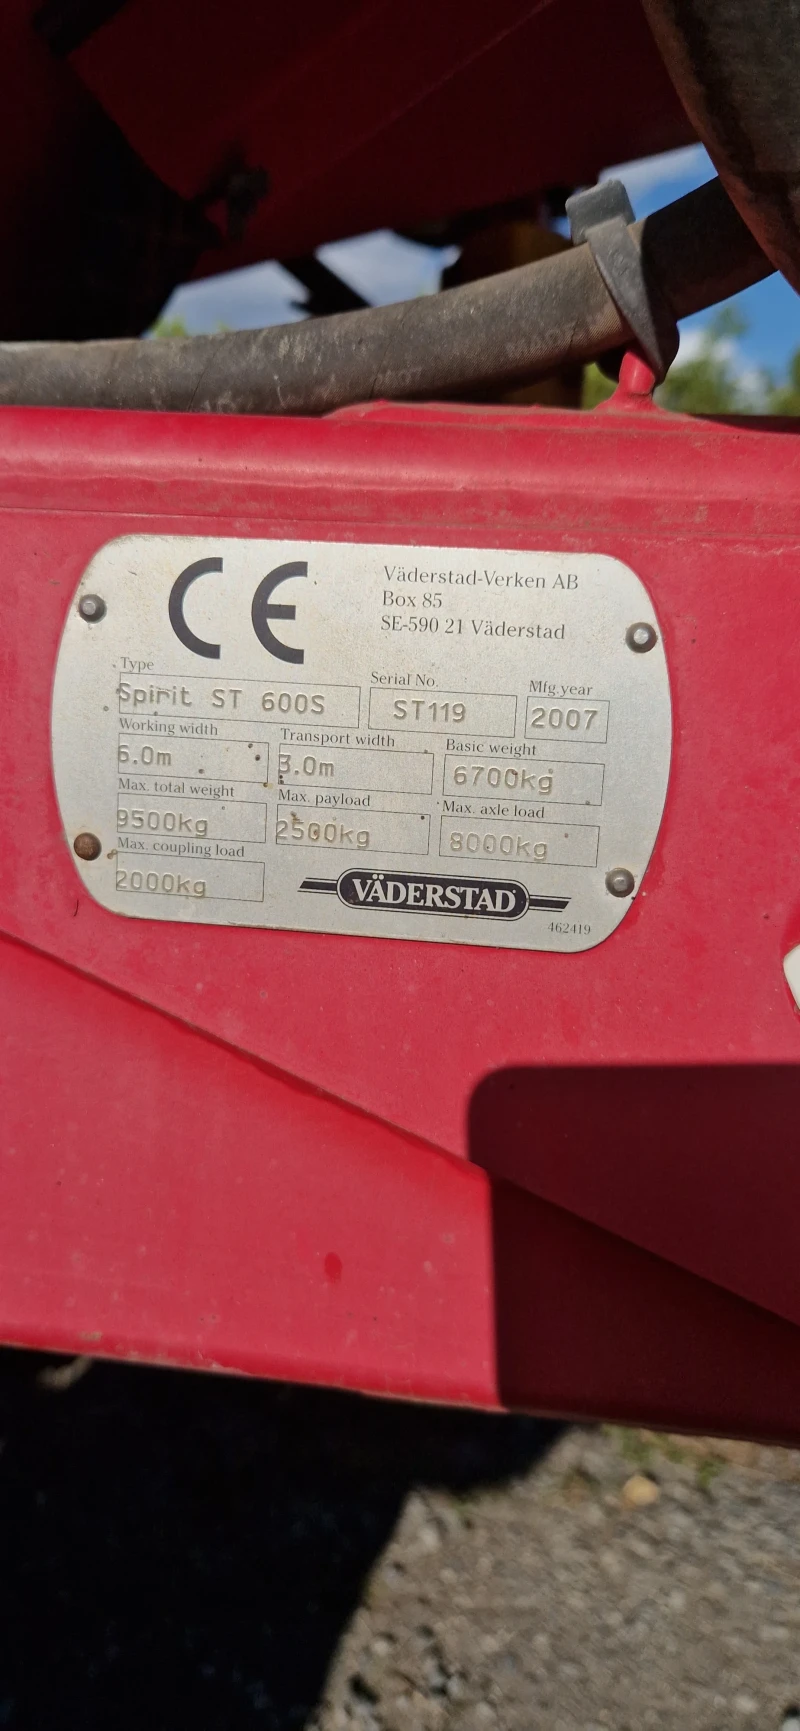 CE
Väderstad-Verken AB
Box 85
SE-590 21 Väderstad
Type
Serial No.
Mfg.year
Spirit ST 600S
ST119
2007
Working width
Transport width
Basic weight
6.0m
3.0m
6700kg
Max. total weight
Max. payload
Max. axle load
9500kg
2500kg
8000kg
Max. coupling load
2000kg
VÄDERSTAD
462419